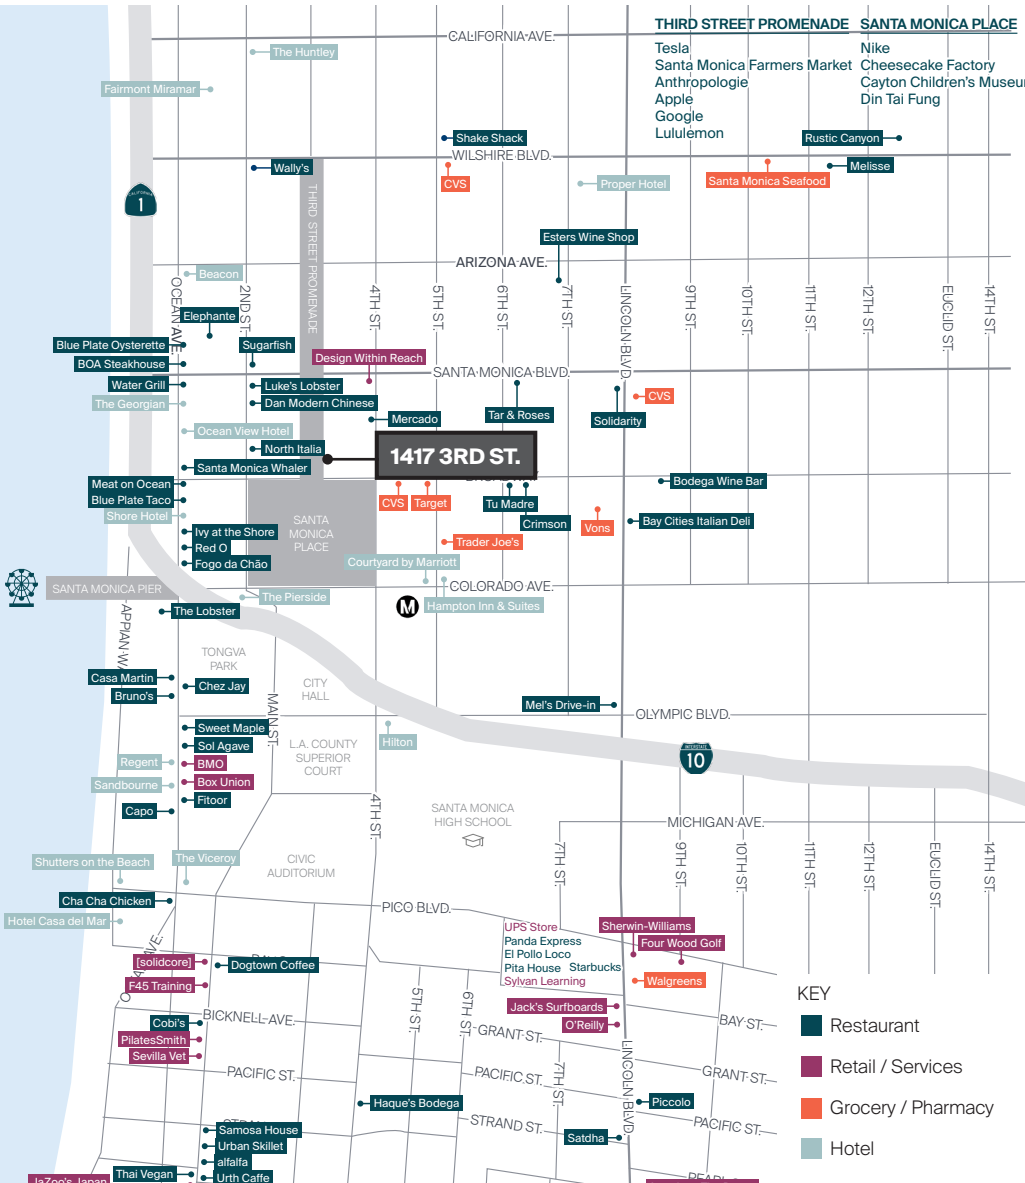 THIRD STREET PROMENADE
Tesla
Santa Monica Farmers Market
Anthropologie
Apple
Google
Lululemon
SANTA MONICA PLACE
Nike
Cheesecake Factory
Cayton Children's Museu
Din Tai Fung
CALIFORNIA AVE.
The Huntley
Fairmont Miramar
Shake Shack
Rustic Canyon
WILSHIRE BLVD.
Wally's
CVS
Proper Hotel
Santa Monica Seafood
Melisse
CALIFORNIA
1
THIRD STREET PROMENADE
Esters Wine Shop
ARIZONA AVE.
Beacon
OCEAN AVE.
2ND ST.
4TH ST.
5TH ST.
6TH ST.
7TH ST.
LINCOLN BLVD.
9TH ST.
10TH ST.
11TH ST.
12TH ST.
EUCLID ST.
14TH ST.
Elephante
Blue Plate Oysterette
Sugarfish
BOA Steakhouse
Design Within Reach
SANTA MONICA BLVD.
Water Grill
Luke's Lobster
The Georgian
Dan Modern Chinese
CVS
Mercado
Tar & Roses
Solidarity
Ocean View Hotel
North Italia
1417 3RD ST.
Santa Monica Whaler
Meat on Ocean
Blue Plate Taco
Shore Hotel
Bodega Wine Bar
CVS
Target
Tu Madre
Crimson
Vons
Bay Cities Italian Deli
SANTA
MONICA
PLACE
Ivy at the Shore
Red O
Fogo da Chão
Trader Joe's
Courtyard by Marriott
COLORADO AVE.
SANTA MONICA PIER
The Pierside
M
Hampton Inn & Suites
The Lobster
APPIAN WA
TONGVA
PARK
Casa Martin
Chez Jay
Bruno's
CITY
HALL
MAIN ST.
Mel's Drive-in
OLYMPIC BLVD.
Sweet Maple
Sol Agave
Hilton
L.A. COUNTY
SUPERIOR
COURT
INTERSTATE
10
Regent
BMO
Sandbourne
Box Union
Fitoor
Capo
4TH ST.
SANTA MONICA
HIGH SCHOOL
MICHIGAN AVE.
7TH ST.
9TH ST.
10TH ST.
11TH ST.
12TH ST.
EUCLID ST.
14TH ST.
Shutters on the Beach
The Viceroy
CIVIC
AUDITORIUM
Cha Cha Chicken
PICO BLVD.
Hotel Casa del Mar
UPS Store
Panda Express
El Pollo Loco
Pita House
Starbucks
Sylvan Learning
Sherwin-Williams
Four Wood Golf
Walgreens
[solidcore]
Dogtown Coffee
F45 Training
5TH ST.
6TH ST.
Jack's Surfboards
O'Reilly
BICKNELL AVE.
Cobi's
PilatesSmith
Sevilla Vet
GRANT ST.
BAY ST.
PACIFIC ST.
PACIFIC ST.
7TH ST.
LINCOLN BLVD.
GRANT ST.
Haque's Bodega
Piccolo
STRAND ST.
PACIFIC ST.
Satdha
Samosa House
Urban Skillet
alfalfa
Thai Vegan
Urth Caffe
JaZoo's Japan
KEY
Restaurant
Retail / Services
Grocery / Pharmacy
Hotel